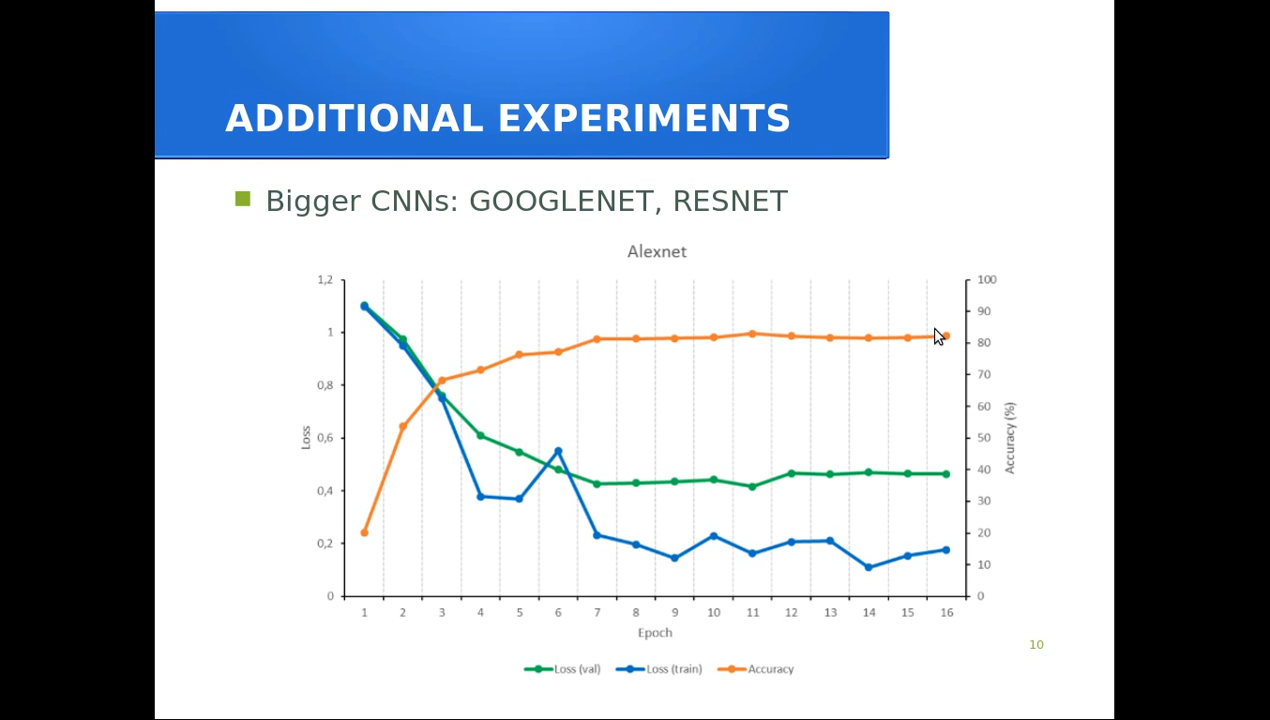 ADDITIONAL EXPERIMENTS
Bigger CNNs: GOOGLENET, RESNET
Alexnet
1,2
1
0,8
0,6
0,4
0,2
0
Loss
100
90
80
70
60
50
40
30
20
10
0
Accuracy (%)
1 2 3 4 5 6 7 8 9 10 11 12 13 14 15 16
Epoch
10
Loss (val) Loss (train) Accuracy